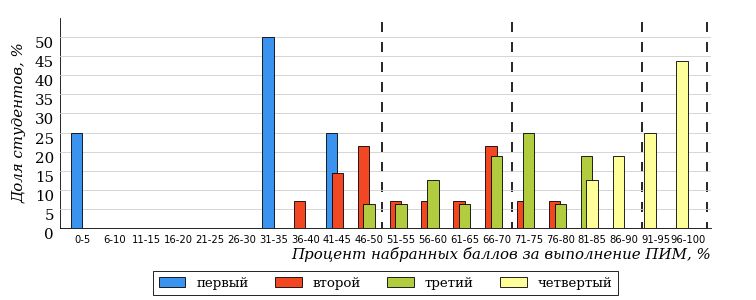 Доля студентов, %
50
45
40
35
30
25
20
15
10
5
0
0-5 6-10 11-15 16-20 21-25 26-30 31-35 36-40 41-45 46-50 51-55 56-60 61-65 66-70 71-75 76-80 81-85 86-90 91-95 96-100
Процент набранных баллов за выполнение ПИМ, %
первый второй третий четвертый